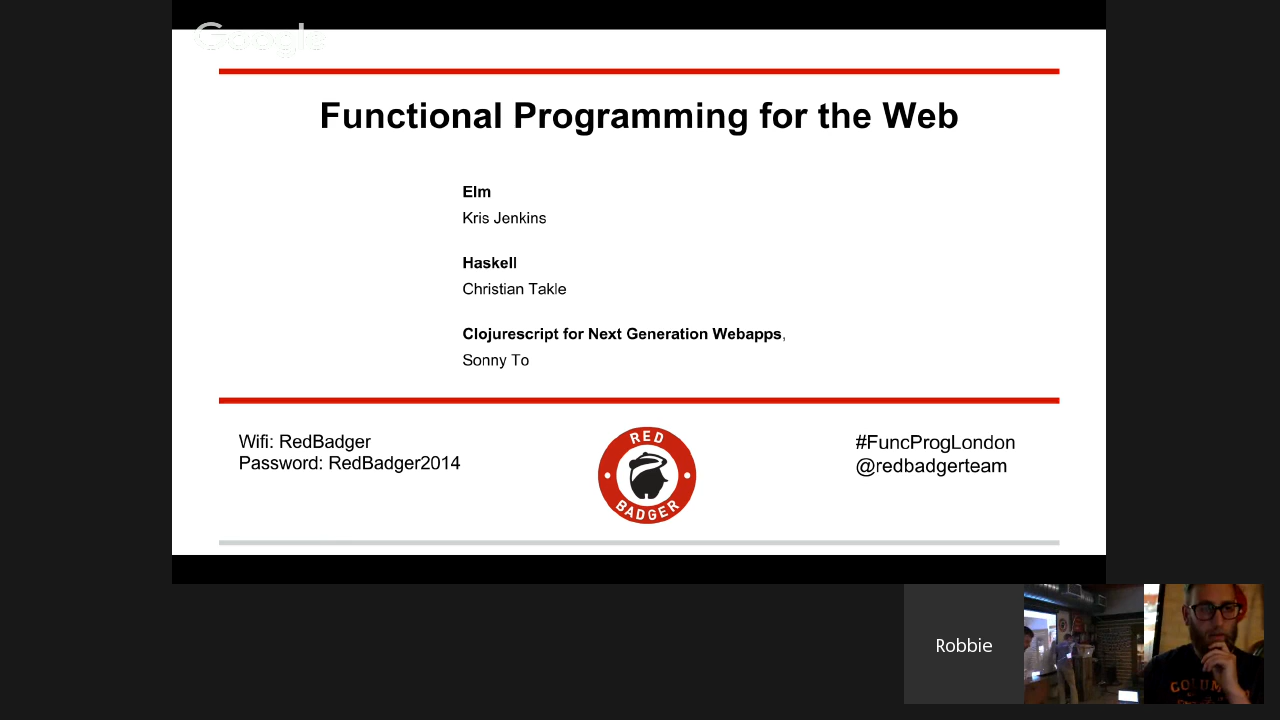 Google
Functional Programming for the Web
Elm
Kris Jenkins
Haskell
Christian Takle
Clojurescript for Next Generation Webapps,
Sonny To
Wifi: RedBadger
Password: RedBadger2014
RED
BADGER
#FuncProgLondon
@redbadgerteam
Robbie